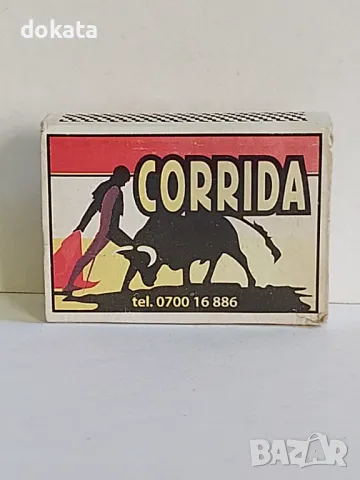 dokata
CORRIDA
tel. 0700 16 886
BAZAR